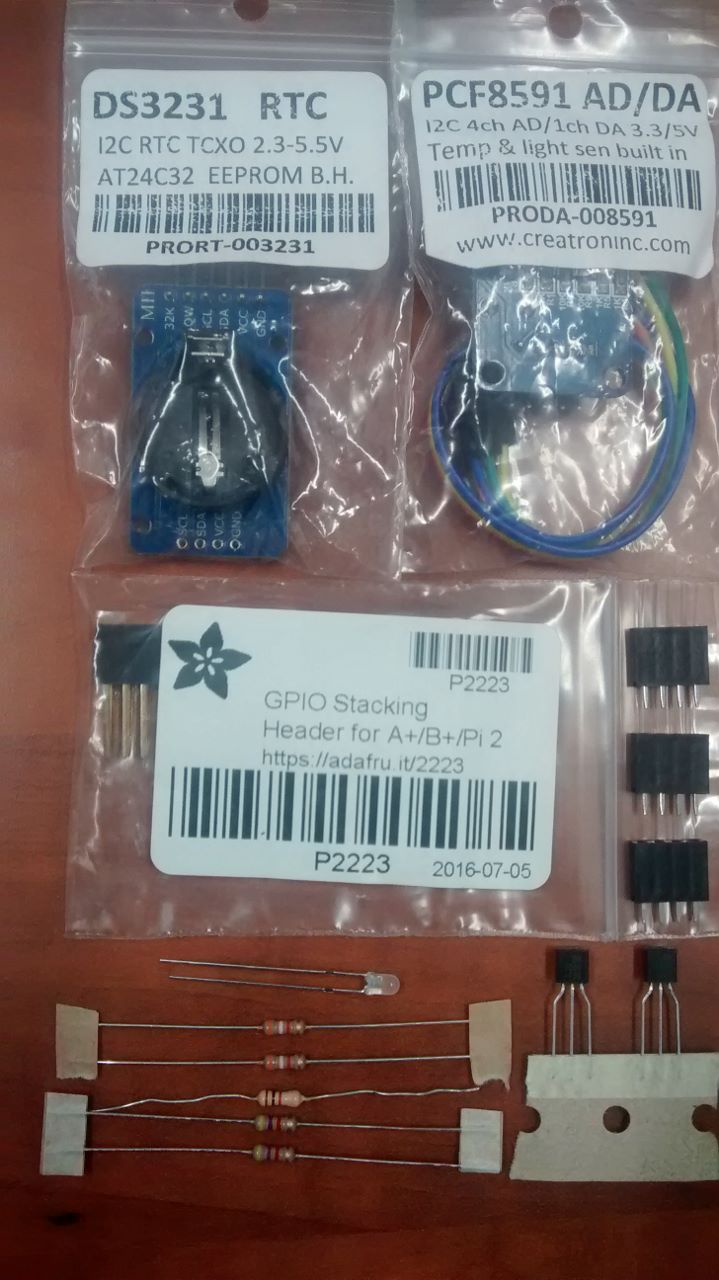 DS3231 RTC
I2C RTC TCXO 2.3-5.5V
AT24C32 EEPROM B.H.
PRORT-003231
PCF8591 AD/DA
I2C 4ch AD/1ch DA 3.3/5V
Temp & light sen built in
PRODA-008591
www.creatroninc.com
MH
32K
SQW
SCL
SDA
VCC
GND
SCL
SDA
VCC
GND
P2223
GPIO Stacking
Header for A+/B+/Pi 2
https://adafru.it/2223
P2223
2016-07-05